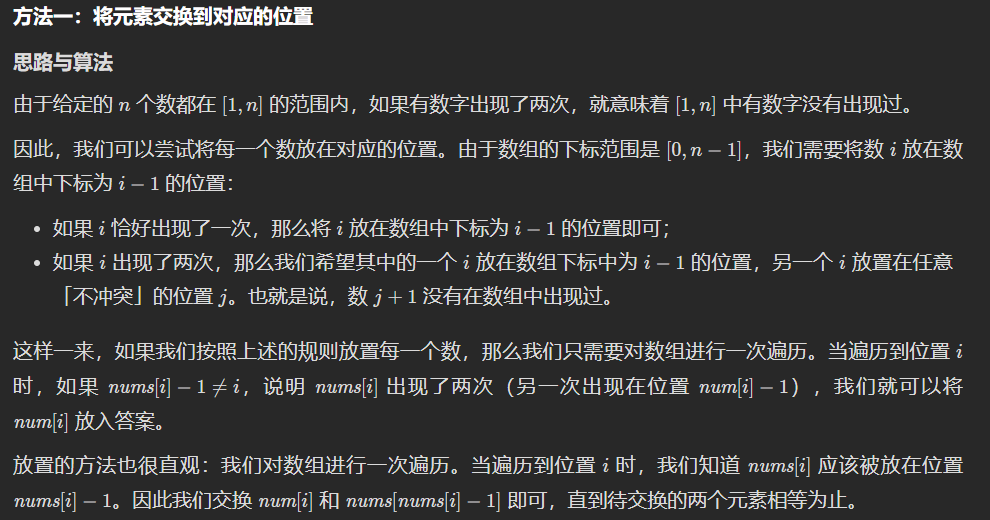 方法一：将元素交换到对应的位置
思路与算法
由于给定的 n 个数都在 [1, n] 的范围内，如果有数字出现了两次，就意味着 [1, n] 中有数字没有出现过。
因此，我们可以尝试将每一个数放在对应的位置。由于数组的下标范围是 [0, n − 1]，我们需要将数 i 放在数
组中下标为 i − 1 的位置：
• 如果 i 恰好出现了一次，那么将 i 放在数组中下标为 i − 1 的位置即可；
• 如果 i 出现了两次，那么我们希望其中的一个 i 放在数组下标中为 i − 1 的位置，另一个 i 放置在任意
「不冲突」的位置 j。也就是说，数 j + 1 没有在数组中出现过。
这样一来，如果我们按照上述的规则放置每一个数，那么我们只需要对数组进行一次遍历。当遍历到位置 i
时，如果 nums[i] − 1 ≠ i，说明 nums[i] 出现了两次（另一次出现在位置 num[i] − 1），我们就可以将
num[i] 放入答案。
放置的方法也很直观：我们对数组进行一次遍历。当遍历到位置 i 时，我们知道 nums[i] 应该被放在位置
nums[i] − 1。因此我们交换 num[i] 和 nums[nums[i] − 1] 即可，直到待交换的两个元素相等为止。